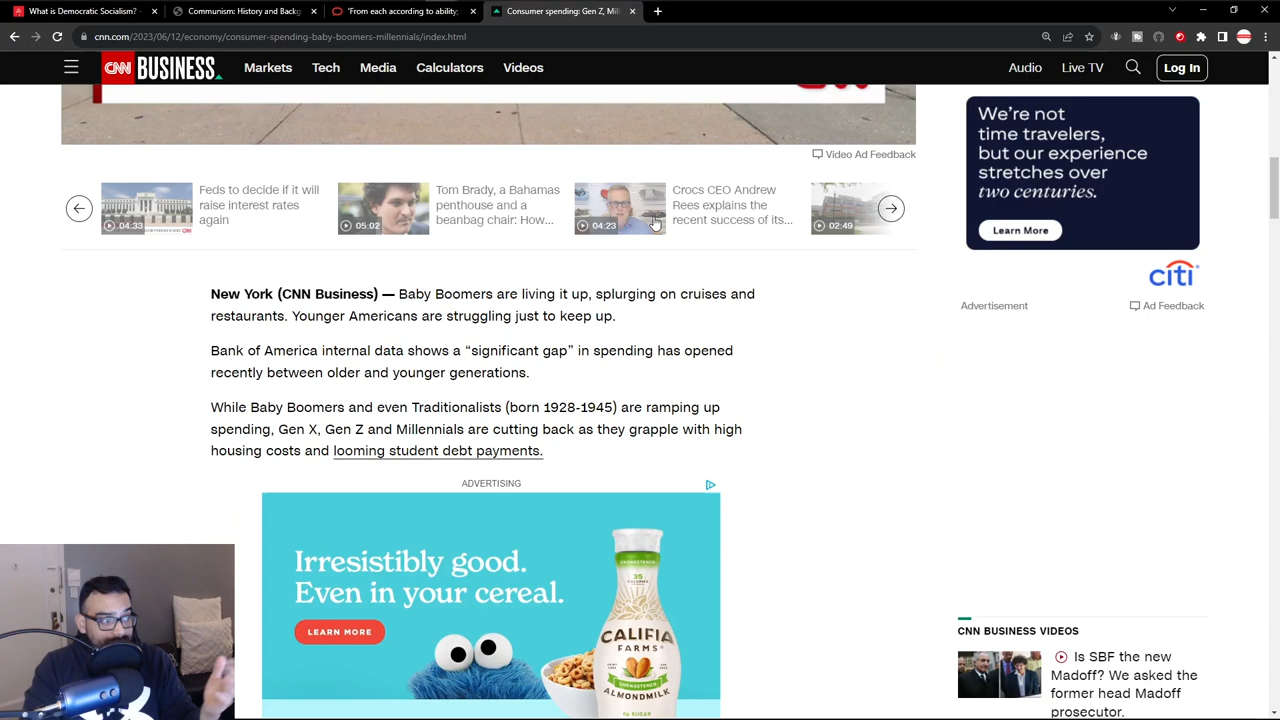 What is Democratic Socialism? -
Communism: History and Backg
'From each according to ability;
Consumer spending: Gen Z, Mil
cnn.com/2023/06/12/economy/consumer-spending-baby-boomers-millennials/index.html
CNN BUSINESS
Markets
Tech
Media
Calculators
Videos
Audio
Live TV
Log In
Video Ad Feedback
04:33
Feds to decide if it will
raise interest rates
again
05:02
Tom Brady, a Bahamas
penthouse and a
beanbag chair: How...
04:23
Crocs CEO Andrew
Rees explains the
recent success of its...
02:49
New York (CNN Business) — Baby Boomers are living it up, splurging on cruises and
restaurants. Younger Americans are struggling just to keep up.
Bank of America internal data shows a “significant gap” in spending has opened
recently between older and younger generations.
While Baby Boomers and even Traditionalists (born 1928-1945) are ramping up
spending, Gen X, Gen Z and Millennials are cutting back as they grapple with high
housing costs and looming student debt payments.
ADVERTISING
Irresistibly good.
Even in your cereal.
LEARN MORE
35
CALIFIA
FARMS
UNSWEETENED
ALMONDMILK
We're not
time travelers,
but our experience
stretches over
two centuries.
Learn More
citi
Advertisement
Ad Feedback
CNN BUSINESS VIDEOS
Is SBF the new
Madoff? We asked the
former head Madoff
prosecutor.